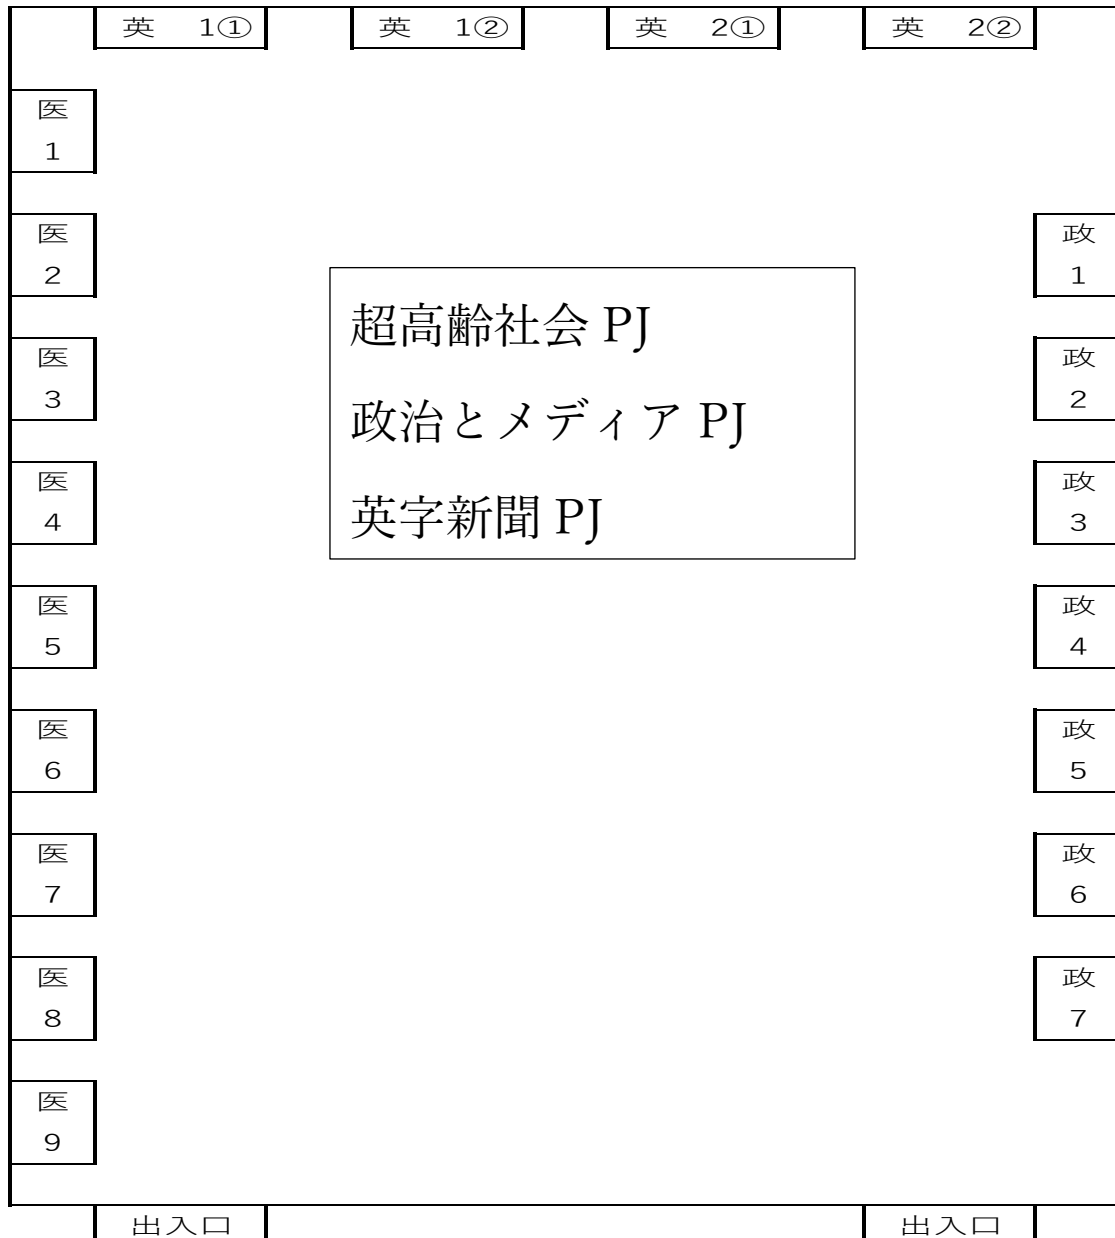 英 1①
英 1②
英 2①
英 2②
医
1
医
2
政
1
超高齢社会 PJ
医
3
政
2
政治とメディア PJ
医
4
政
3
英字新聞 PJ
医
5
政
4
医
6
政
5
医
7
政
6
医
8
政
7
医
9
出入口
出入口